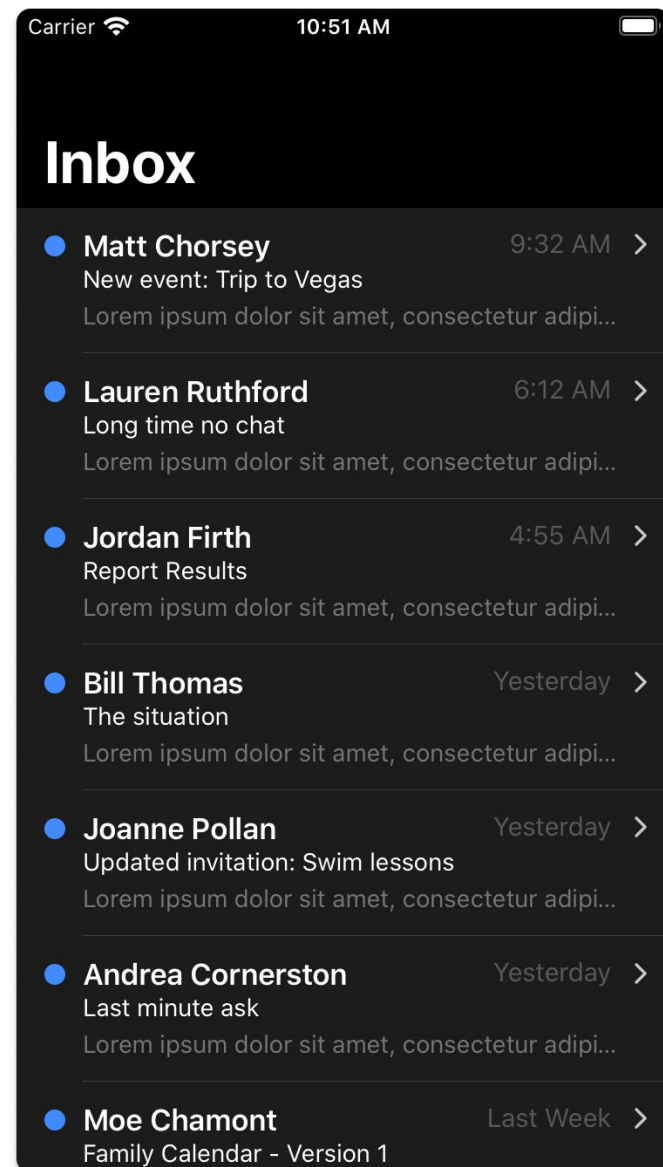 Carrier 10:51 AM
Inbox
Matt Chorsey 9:32 AM
New event: Trip to Vegas
Lorem ipsum dolor sit amet, consectetur adipi...
Lauren Ruthford 6:12 AM
Long time no chat
Lorem ipsum dolor sit amet, consectetur adipi...
Jordan Firth 4:55 AM
Report Results
Lorem ipsum dolor sit amet, consectetur adipi...
Bill Thomas Yesterday
The situation
Lorem ipsum dolor sit amet, consectetur adipi...
Joanne Pollan Yesterday
Updated invitation: Swim lessons
Lorem ipsum dolor sit amet, consectetur adipi...
Andrea Cornerston Yesterday
Last minute ask
Lorem ipsum dolor sit amet, consectetur adipi...
Moe Chamont Last Week
Family Calendar - Version 1